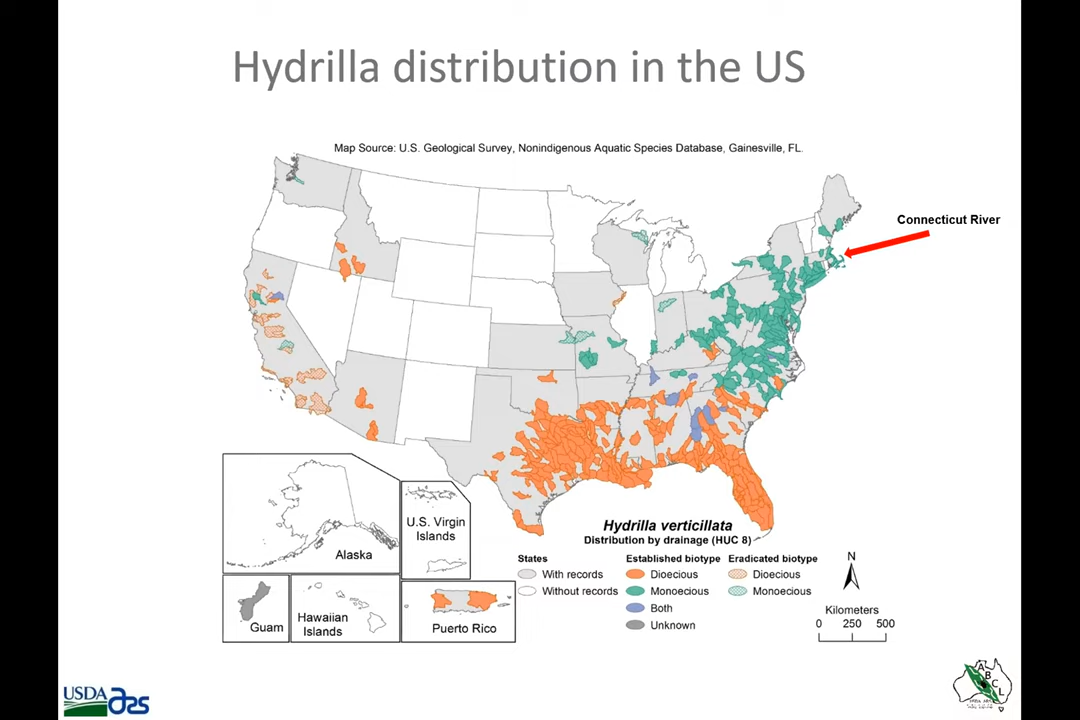 Hydrilla distribution in the US
Map Source: U.S. Geological Survey, Nonindigenous Aquatic Species Database, Gainesville, FL.
Connecticut River
Alaska
U.S. Virgin
Islands
Guam
Hawaiian
Islands
Puerto Rico
Hydrilla verticillata
Distribution by drainage (HUC 8)
States
With records
Without records
Established biotype
Dioecious
Monoecious
Both
Unknown
Eradicated biotype
Dioecious
Monoecious
N
Kilometers
0 250 500
USDA ars
A
B
C
L